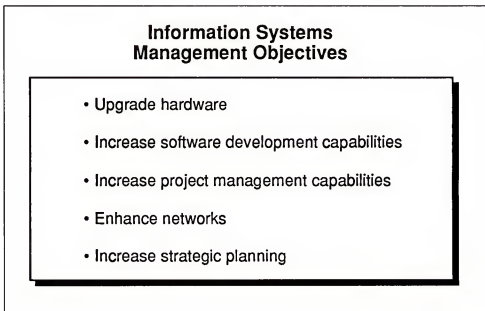 Information Systems
Management Objectives
• Upgrade hardware
• Increase software development capabilities
• Increase project management capabilities
• Enhance networks
• Increase strategic planning